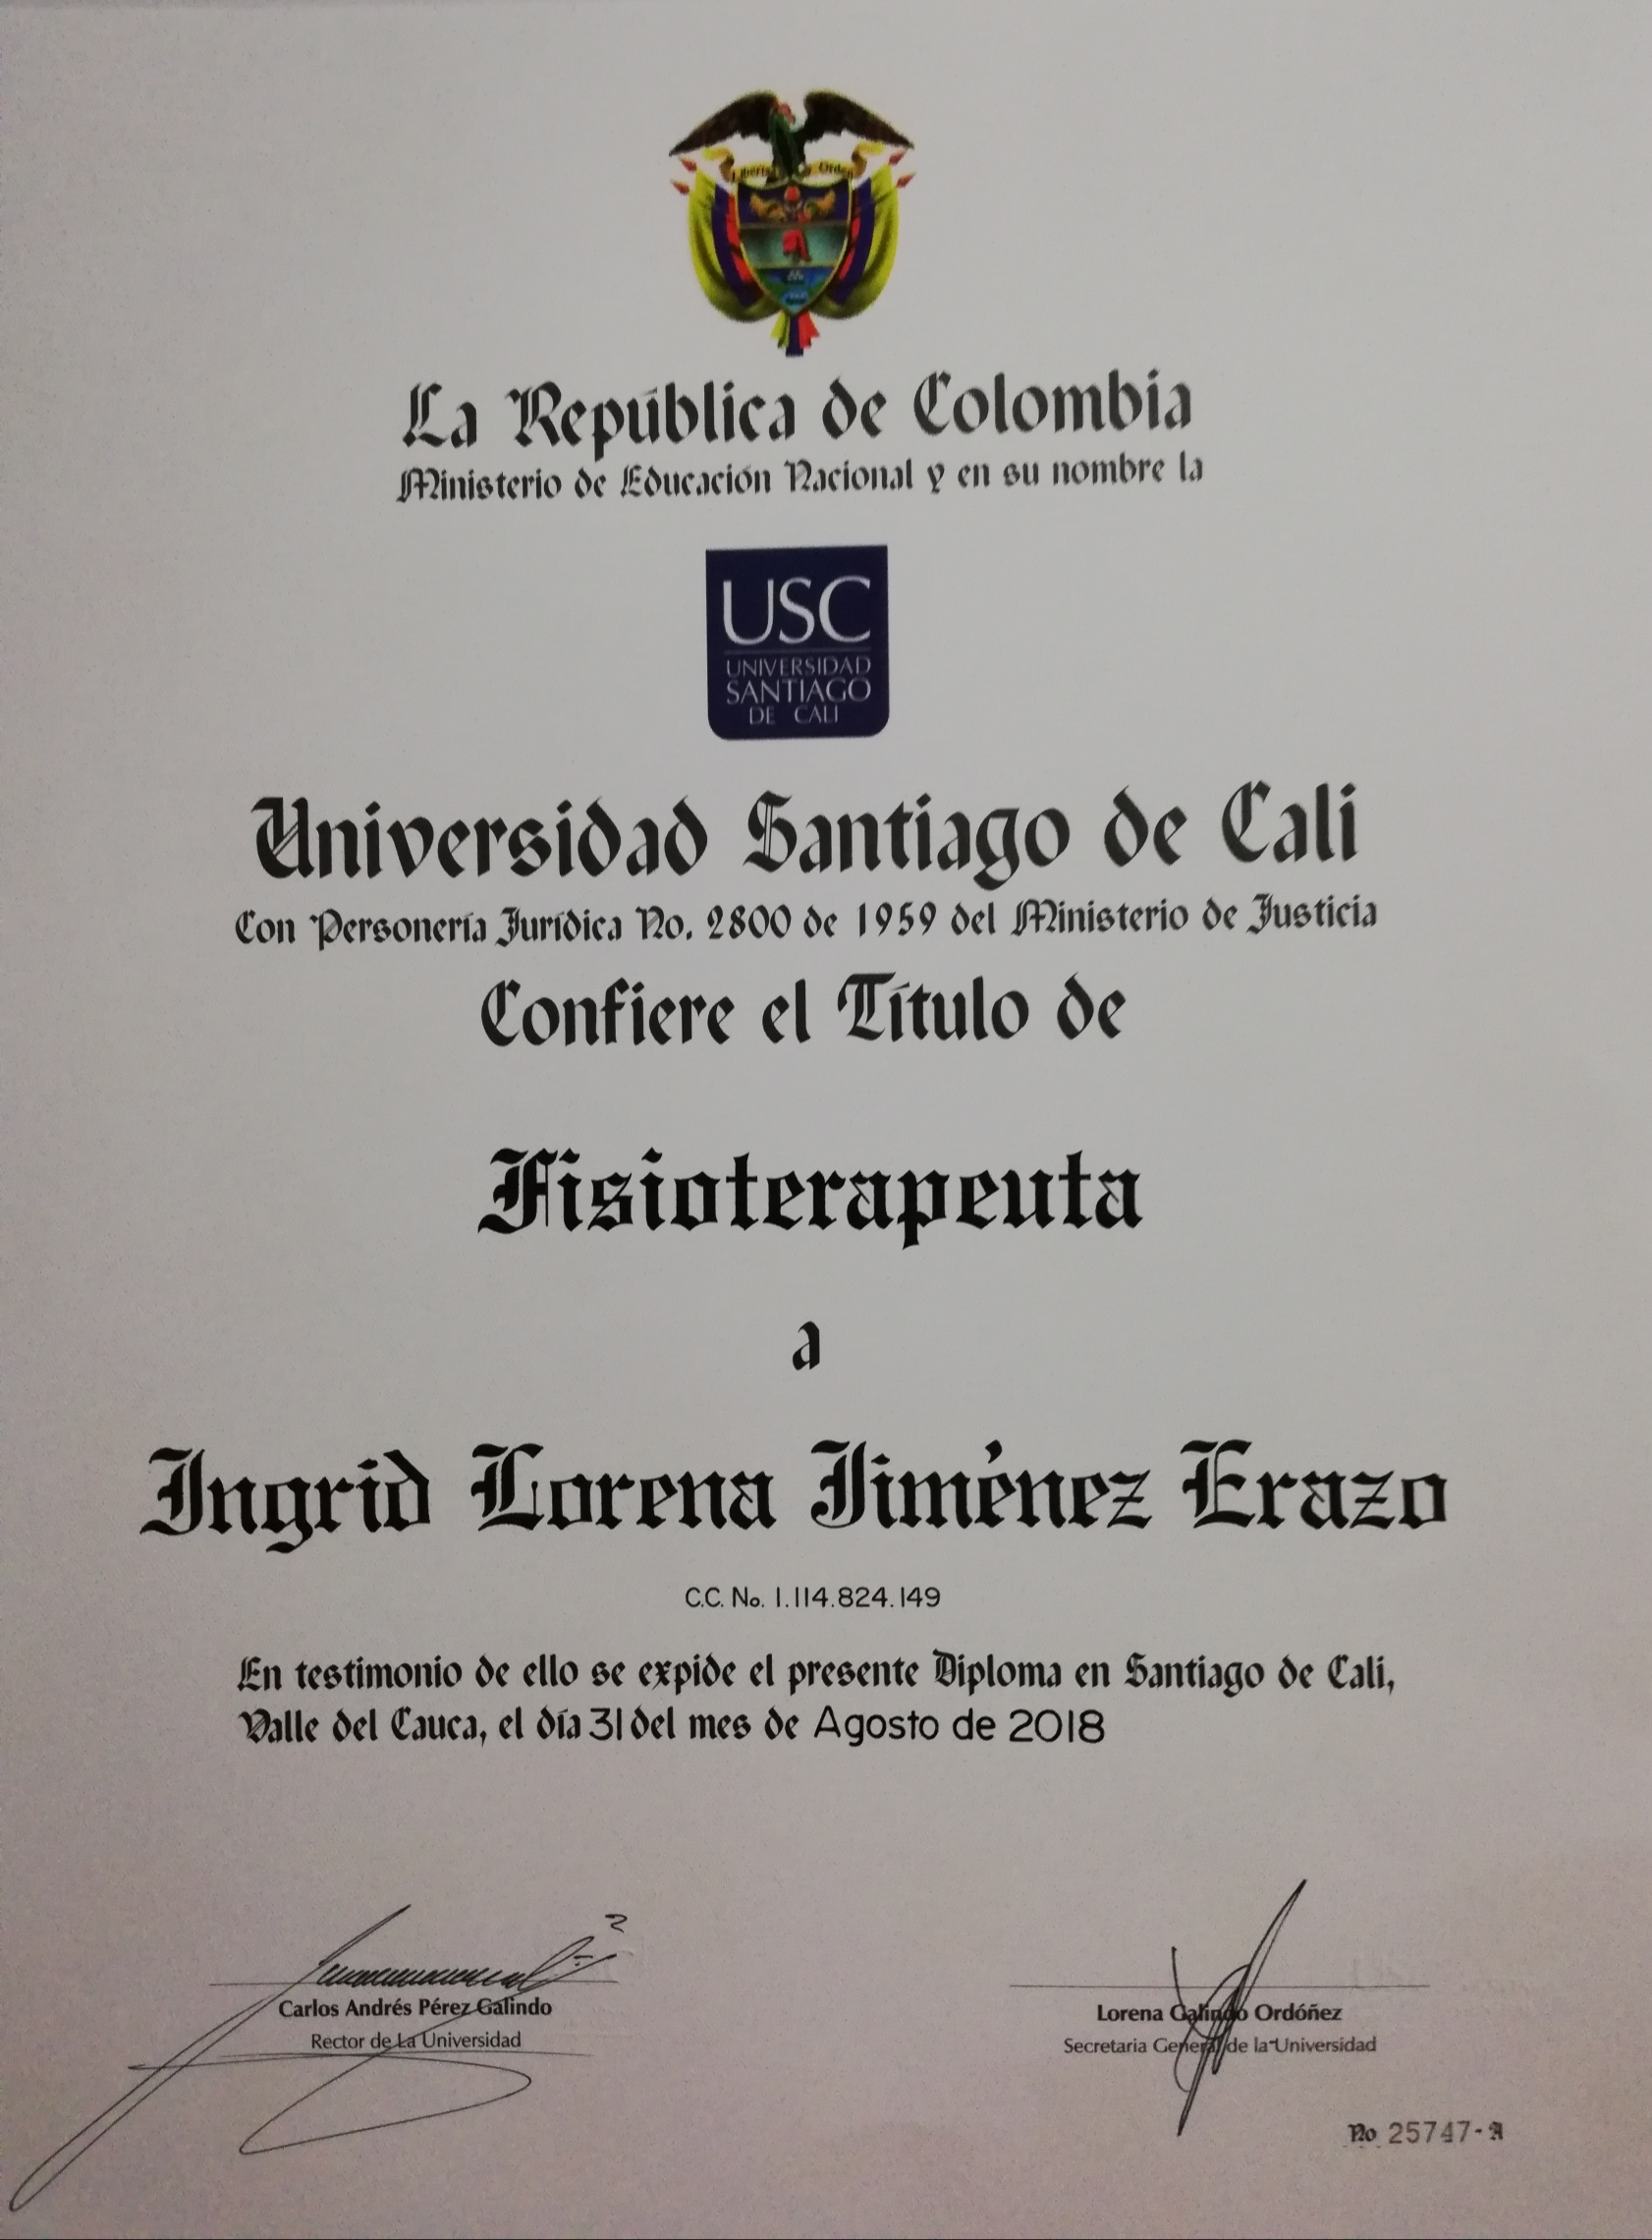 Libertad y Orden
La República de Colombia
Ministerio de Educación Nacional y en su nombre la
USC
UNIVERSIDAD
SANTIAGO
DE CALI
Universidad Santiago de Cali
Con Personería Jurídica No. 2800 de 1959 del Ministerio de Justicia
Confiere el Título de
Fisioterapeuta
a
Ingrid Lorena Jiménez Erazo
C.C. No. 1.114.824.149
En testimonio de ello se expide el presente Diploma en Santiago de Cali,
Valle del Cauca, el día 31 del mes de Agosto de 2018
Carlos Andrés Pérez Galindo
Rector de La Universidad
Lorena Galindo Ordóñez
Secretaria General de la Universidad
No 25747-A